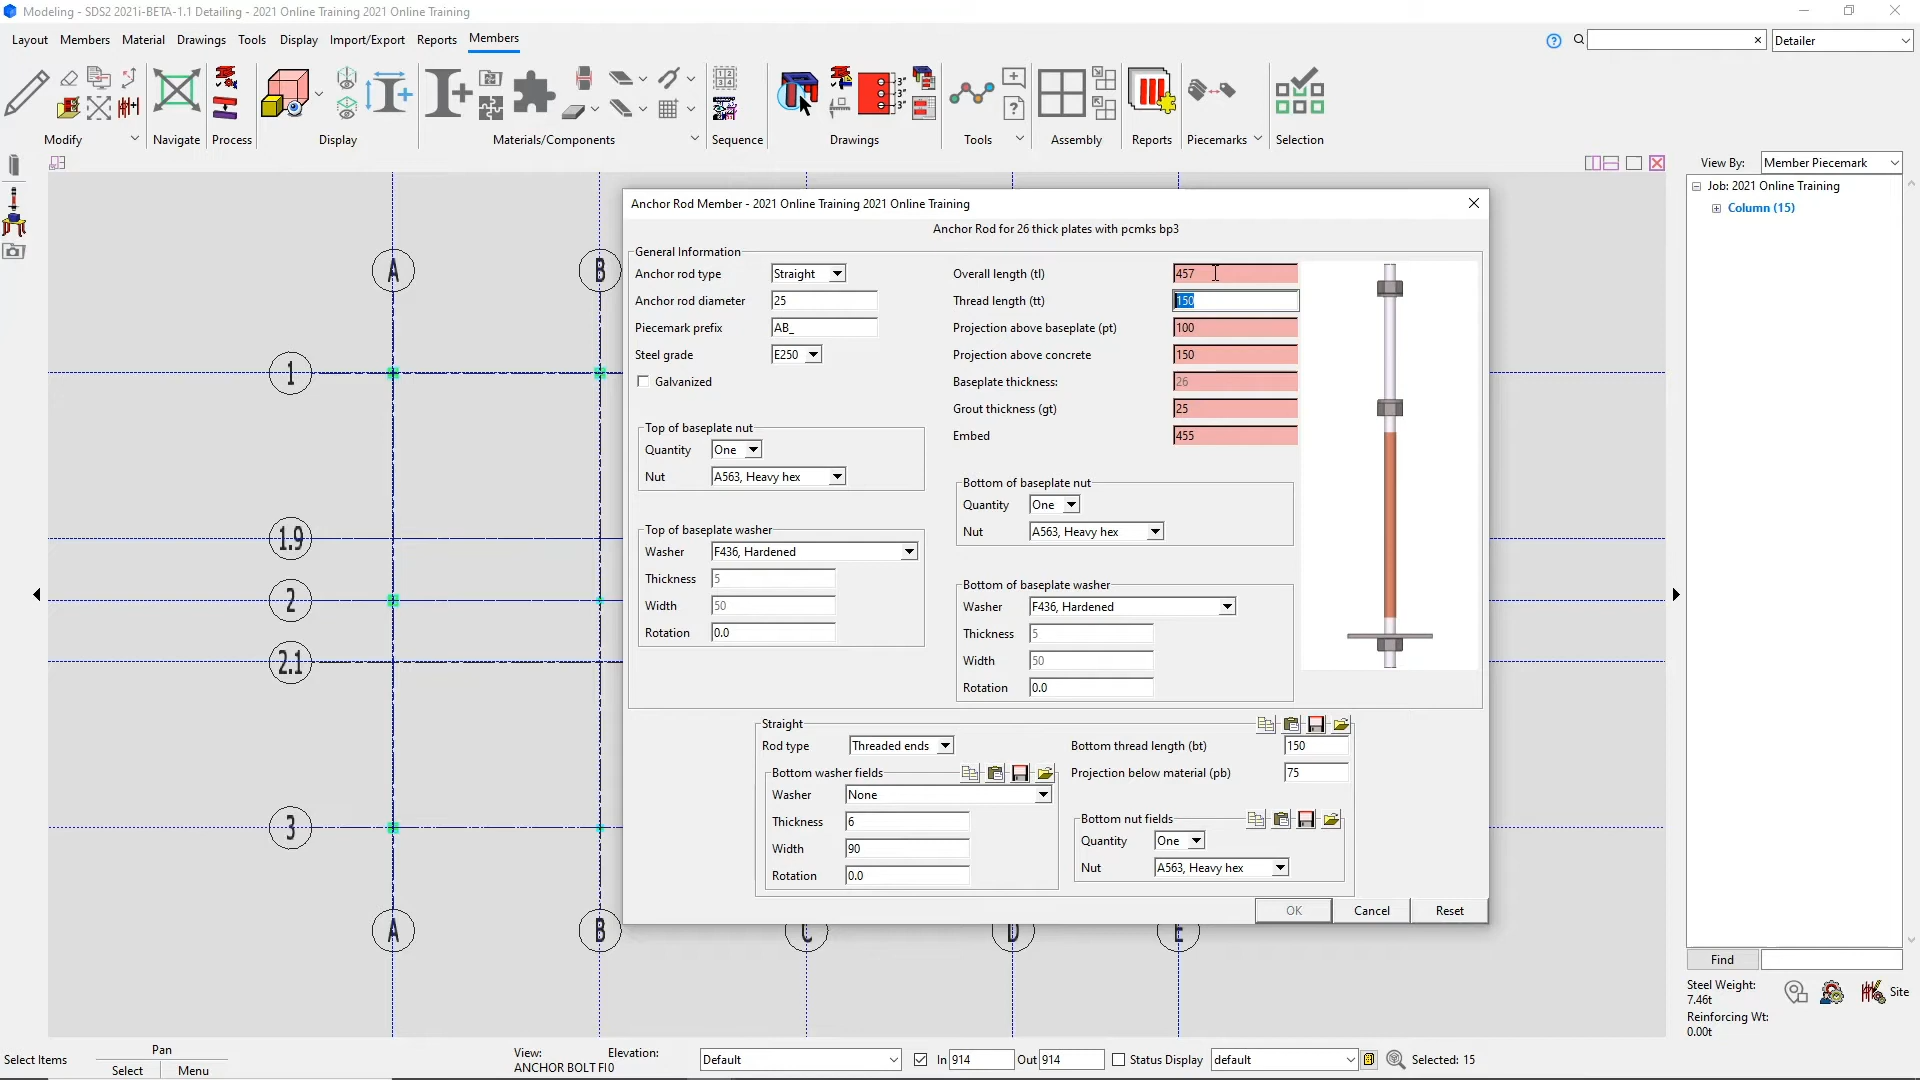 Modeling - SDS2 2021i-BETA-1.1 Detailing - 2021 Online Training 2021 Online Training
Layout Members Material Drawings Tools Display Import/Export Reports Members
Detailer
Modify Navigate Process Display Materials/Components Sequence Drawings Tools Assembly Reports Piecemarks Selection
View By: Member Piecemark
Job: 2021 Online Training
Column (15)
Anchor Rod Member - 2021 Online Training 2021 Online Training
Anchor Rod for 26 thick plates with pcmks bp3
General Information
Anchor rod type Straight
Anchor rod diameter 25
Piecemark prefix AB_
Steel grade E250
Galvanized
Overall length (tl) 457
Thread length (tt) 150
Projection above baseplate (pt) 100
Projection above concrete 150
Baseplate thickness: 26
Grout thickness (gt) 25
Embed 455
Top of baseplate nut
Quantity One
Nut A563, Heavy hex
Top of baseplate washer
Washer F436, Hardened
Thickness 5
Width 50
Rotation 0.0
Bottom of baseplate nut
Quantity One
Nut A563, Heavy hex
Bottom of baseplate washer
Washer F436, Hardened
Thickness 5
Width 50
Rotation 0.0
Straight
Rod type Threaded ends
Bottom washer fields
Washer None
Thickness 6
Width 90
Rotation 0.0
Bottom thread length (bt) 150
Projection below material (pb) 75
Bottom nut fields
Quantity One
Nut A563, Heavy hex
OK Cancel Reset
A B
1
1.9
2
2.1
3
A B C D E
Find
Steel Weight:
7.46t
Reinforcing Wt:
0.00t
Site
Select Items
Pan
Select Menu
View: Elevation:
ANCHOR BOLT Fl0
Default
In 914 Out 914 Status Display default Selected: 15